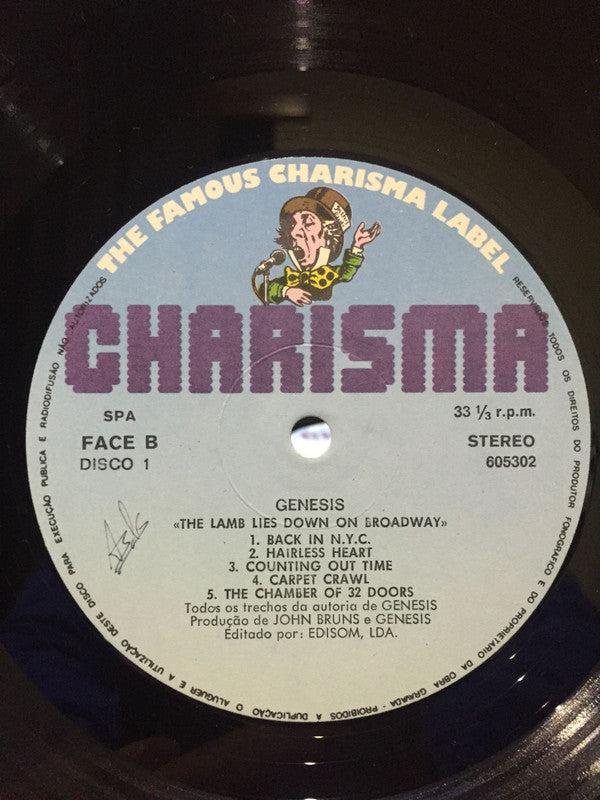 THE FAMOUS CHARISMA LABEL
CHARISMA
SPA
33 1/3 r.p.m.
FACE B
STEREO
DISCO 1
605302
GENESIS
«THE LAMB LIES DOWN ON BROADWAY»
1. BACK IN N.Y.C.
2. HAIRLESS HEART
3. COUNTING OUT TIME
4. CARPET CRAWL
5. THE CHAMBER OF 32 DOORS
Todos os trechos da autoria de GENESIS
Produção de JOHN BRUNS e GENESIS
Éditado por: EDISOM, LDA.
RESERVADOS TODOS OS DIREITOS DO PRODUTOR FONOGRAFICO E DO PROPRIETARIO DA OBRA GRAVADA - PROIBIDOS A DUPLICAÇÃO O ALUGUER E A UTILIZAÇÃO DESTE DISCO PARA EXECUÇÃO PUBLICA E RADIODIFUSÃO NÃO AUTORIZADOS